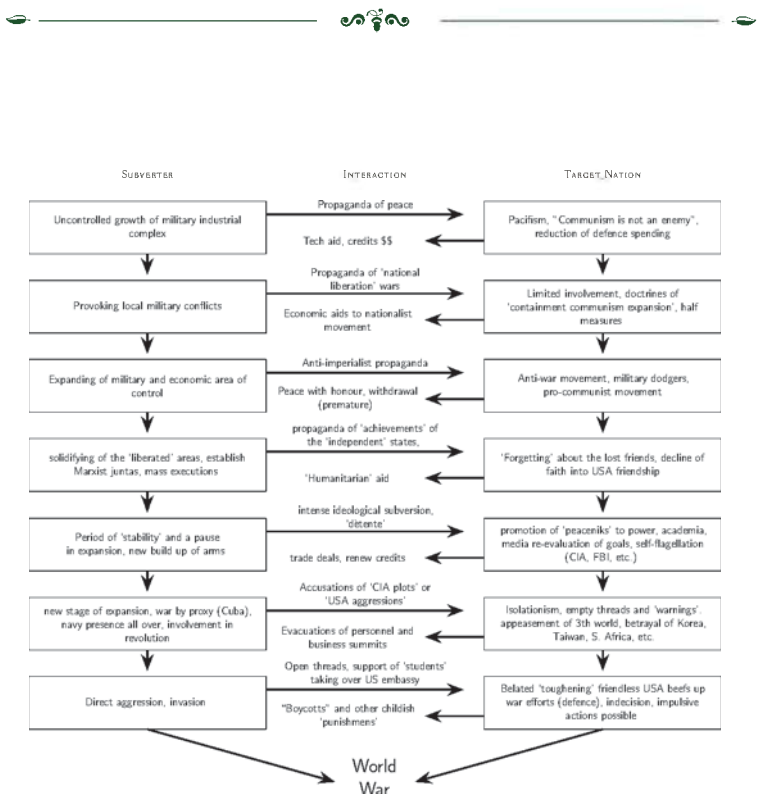 SUBVERTER INTERACTION TARGET NATION
Uncontrolled growth of military industrial
complex
Propaganda of peace
Tech aid, credits $$
Pacifism, "Communism is not an enemy",
reduction of defence spending
Provoking local military conflicts
Propaganda of 'national
liberation' wars
Economic aids to nationalist
movement
Limited involvement, doctrines of
'containment communism expansion', half
measures
Expanding of military and economic area of
control
Anti-imperialist propaganda
Peace with honour, withdrawal
(premature)
Anti-war movement, military dodgers,
pro-communist movement
solidifying of the 'liberated' areas, establish
Marxist juntas, mass executions
propaganda of 'achievements' of
the 'independent' states,
'Humanitarian' aid
'Forgetting' about the lost friends, decline of
faith into USA friendship
Period of 'stability' and a pause
in expansion, new build up of arms
intense ideological subversion,
'détente'
trade deals, renew credits
promotion of 'peaceniks' to power, academia,
media re-evaluation of goals, self-flagellation
(CIA, FBI, etc.)
new stage of expansion, war by proxy (Cuba),
navy presence all over, involvement in
revolution
Accusations of 'CIA plots' or
'USA aggressions'
Evacuations of personnel and
business summits
Isolationism, empty threads and 'warnings'.
appeasement of 3th world, betrayal of Korea,
Taiwan, S. Africa, etc.
Direct aggression, invasion
Open threads, support of 'students'
taking over US embassy
"Boycotts" and other childish
'punishmens'
Belated 'toughening' friendless USA beefs up
war efforts (defence), indecision, impulsive
actions possible
World
War